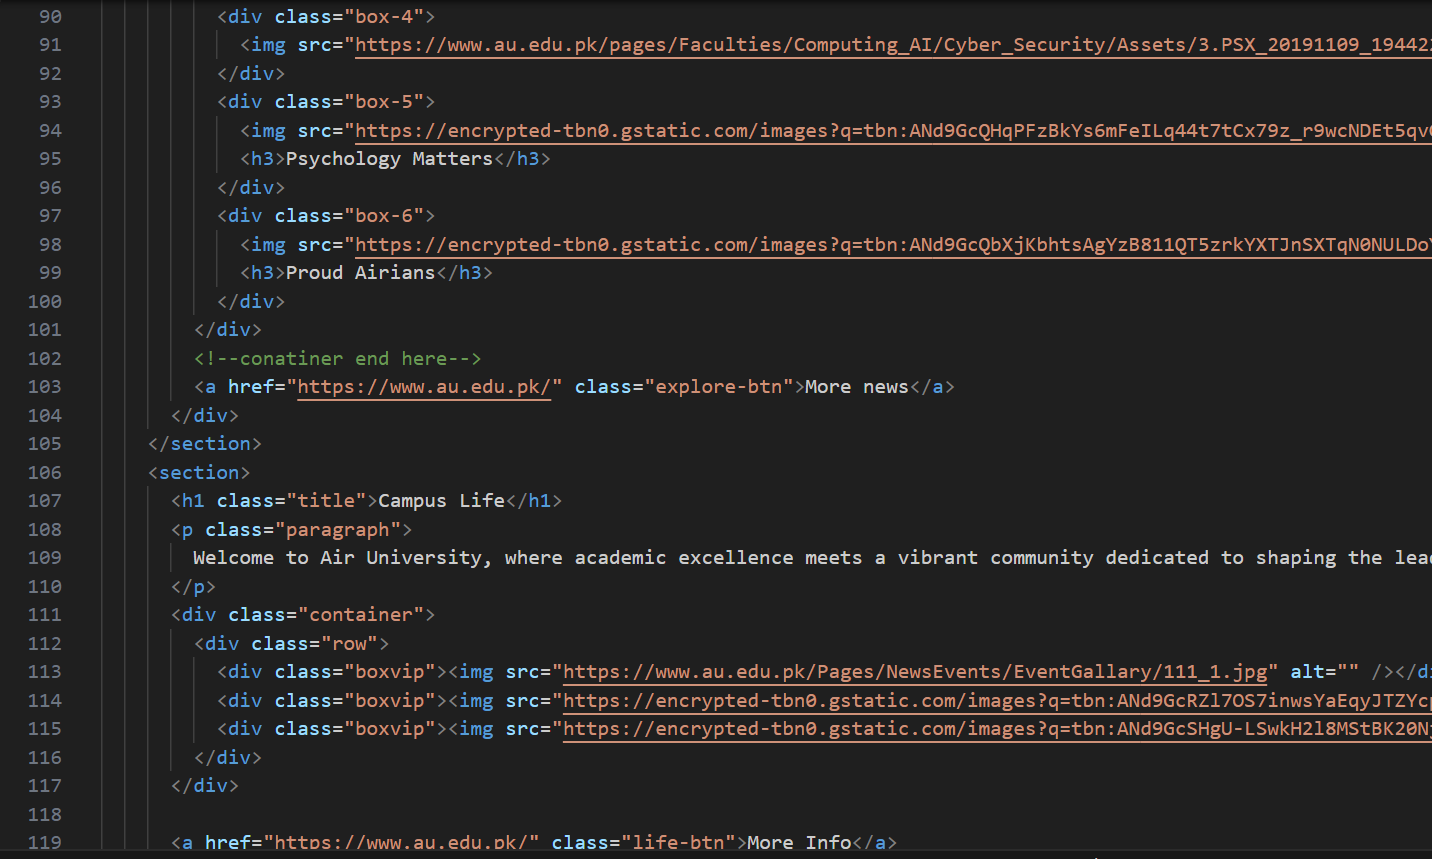 90 <div class="box-4">
91 <img src="https://www.au.edu.pk/pages/Faculties/Computing_AI/Cyber_Security/Assets/3.PSX_20191109_19442
92 </div>
93 <div class="box-5">
94 <img src="https://encrypted-tbn0.gstatic.com/images?q=tbn:ANd9GcQHqPFzBkYs6mFeILq44t7tCx79z_r9wcNDEt5qv
95 <h3>Psychology Matters</h3>
96 </div>
97 <div class="box-6">
98 <img src="https://encrypted-tbn0.gstatic.com/images?q=tbn:ANd9GcQbXjKbhtsAgYzB811QT5zrkYXTJnSXTqN0NULDo
99 <h3>Proud Airians</h3>
100 </div>
101 </div>
102 <!--conatiner end here-->
103 <a href="https://www.au.edu.pk/" class="explore-btn">More news</a>
104 </div>
105 </section>
106 <section>
107 <h1 class="title">Campus Life</h1>
108 <p class="paragraph">
109 Welcome to Air University, where academic excellence meets a vibrant community dedicated to shaping the lea
110 </p>
111 <div class="container">
112 <div class="row">
113 <div class="boxvip"><img src="https://www.au.edu.pk/Pages/NewsEvents/EventGallary/111_1.jpg" alt="" /></di
114 <div class="boxvip"><img src="https://encrypted-tbn0.gstatic.com/images?q=tbn:ANd9GcRZl7OS7inwsYaEqyJTZYc
115 <div class="boxvip"><img src="https://encrypted-tbn0.gstatic.com/images?q=tbn:ANd9GcSHgU-LSwkH2l8MStBK20N
116 </div>
117 </div>
118
119 <a href="https://www.au.edu.pk/" class="life-btn">More Info</a>